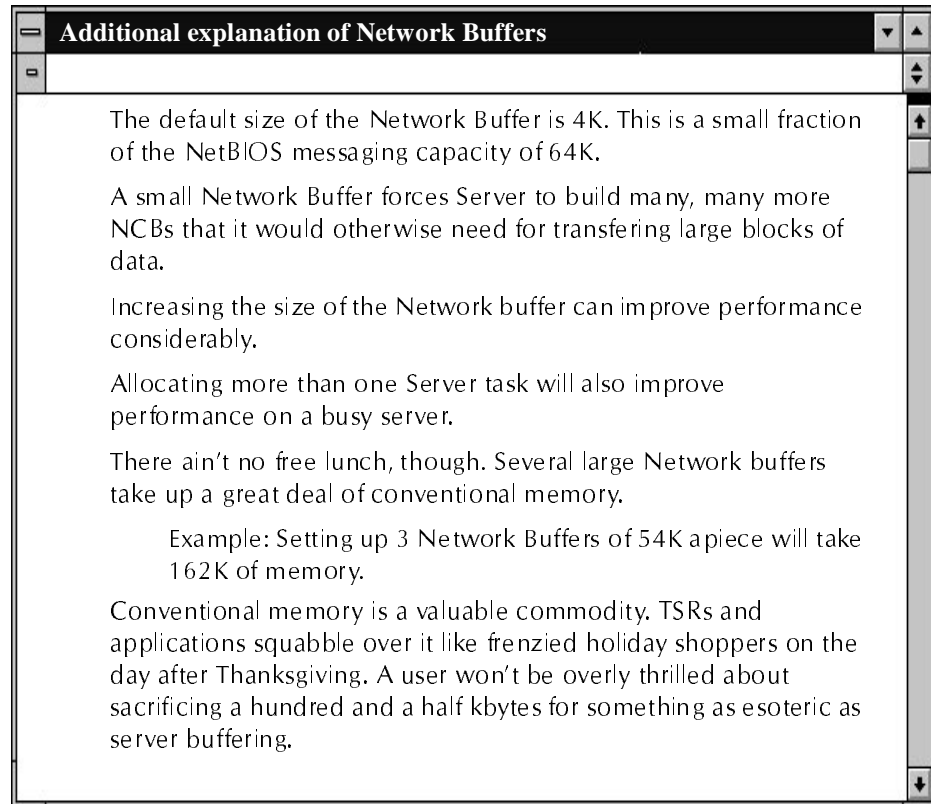 Additional explanation of Network Buffers
The default size of the Network Buffer is 4K. This is a small fraction
of the NetBIOS messaging capacity of 64K.
A small Network Buffer forces Server to build many, many more
NCBs that it would otherwise need for transfering large blocks of
data.
Increasing the size of the Network buffer can improve performance
considerably.
Allocating more than one Server task will also improve
performance on a busy server.
There ain't no free lunch, though. Several large Network buffers
take up a great deal of conventional memory.
Example: Setting up 3 Network Buffers of 54K apiece will take
162K of memory.
Conventional memory is a valuable commodity. TSRs and
applications squabble over it like frenzied holiday shoppers on the
day after Thanksgiving. A user won't be overly thrilled about
sacrificing a hundred and a half kbytes for something as esoteric as
server buffering.